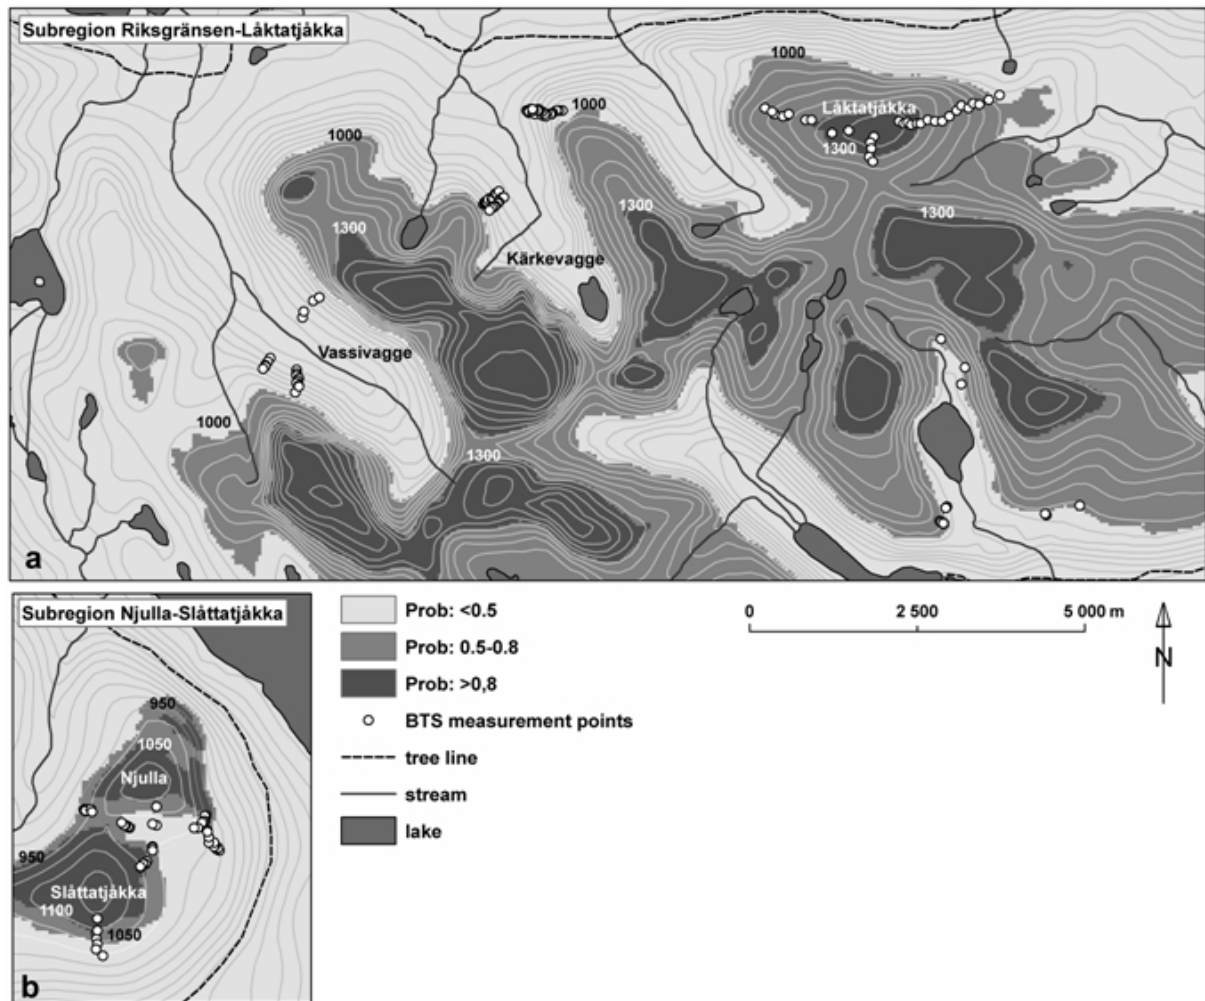 Subregion Riksgränsen-Låktatjåkka
1000
Låktatjåkka
1000
1000
1300
1300
1300
1300
Kärkevagge
Vassivagge
1000
1300
a
Subregion Njulla-Slåttatjåkka
950
1050
Njulla
950
Slåttatjåkka
1100
1050
b
Prob: <0.5
Prob: 0.5-0.8
Prob: >0,8
BTS measurement points
tree line
stream
lake
0 2 500 5 000 m
N